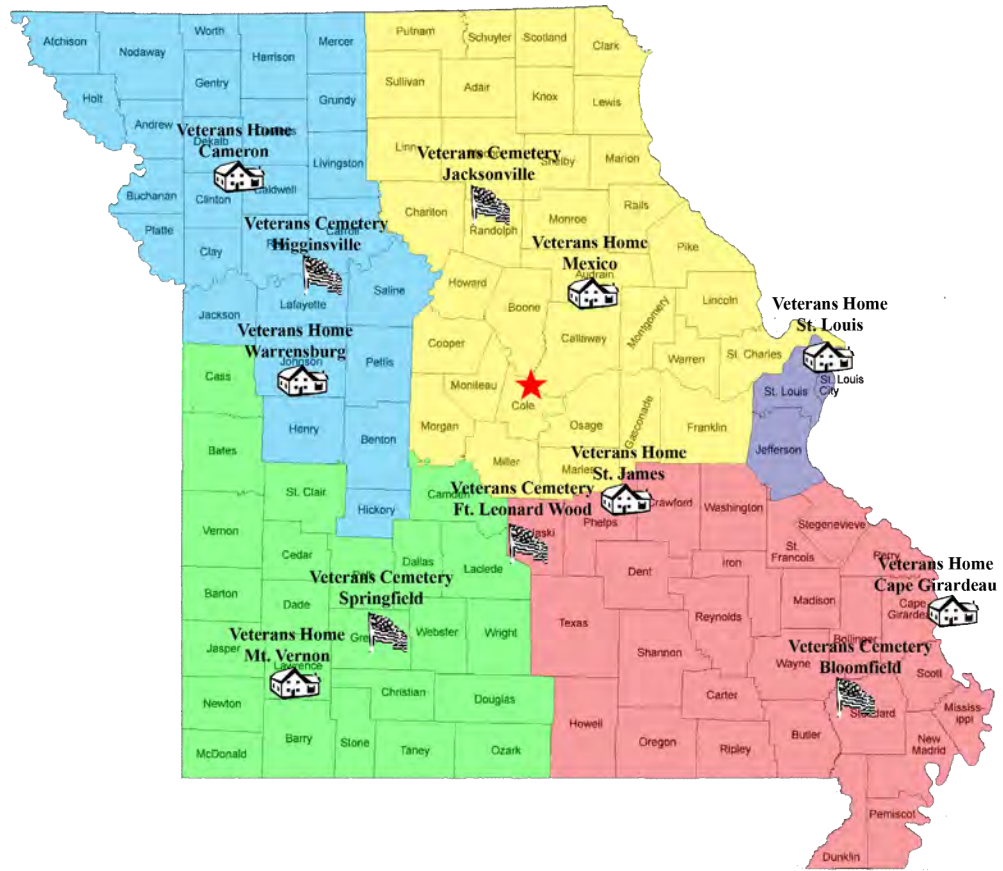 Atchison
Nodaway
Worth
Harrison
Mercer
Putnam
Schuyler
Scotland
Clark
Holt
Gentry
Grundy
Sullivan
Adair
Knox
Lewis
Andrew
Veterans Home
Cameron
Dekalb
Livingston
Linn
Veterans Cemetery
Jacksonville
Shelby
Marion
Buchanan
Clinton
Caldwell
Platte
Clay
Veterans Cemetery
Higginsville
Carroll
Chariton
Randolph
Monroe
Ralls
Pike
Veterans Home
Mexico
Audrain
Jackson
Lafayette
Saline
Howard
Boone
Callaway
Montgomery
Lincoln
Veterans Home
St. Louis
Veterans Home
Warrensburg
Johnson
Pettis
Cooper
Moniteau
Cole
Warren
St. Charles
St. Louis
St. Louis
City
Cass
Henry
Benton
Morgan
Miller
Osage
Gasconade
Franklin
Jefferson
Bates
Veterans Home
St. James
Maries
St. Clair
Hickory
Camden
Veterans Cemetery
Ft. Leonard Wood
Phelps
Crawford
Washington
Stegenevieve
St.
Francois
Perry
Vernon
Cedar
Dallas
Laclede
Dent
Iron
Veterans Home
Cape Girardeau
Veterans Cemetery
Springfield
Barton
Dade
Webster
Wright
Texas
Reynolds
Madison
Cape
Bollinger
Jasper
Veterans Home
Mt. Vernon
Lawrence
Shannon
Wayne
Veterans Cemetery
Bloomfield
Scott
Newton
Christian
Douglas
Carter
Mississ-
ippi
McDonald
Barry
Stone
Taney
Ozark
Howell
Oregon
Ripley
Butler
New
Madrid
Pemiscot
Dunklin